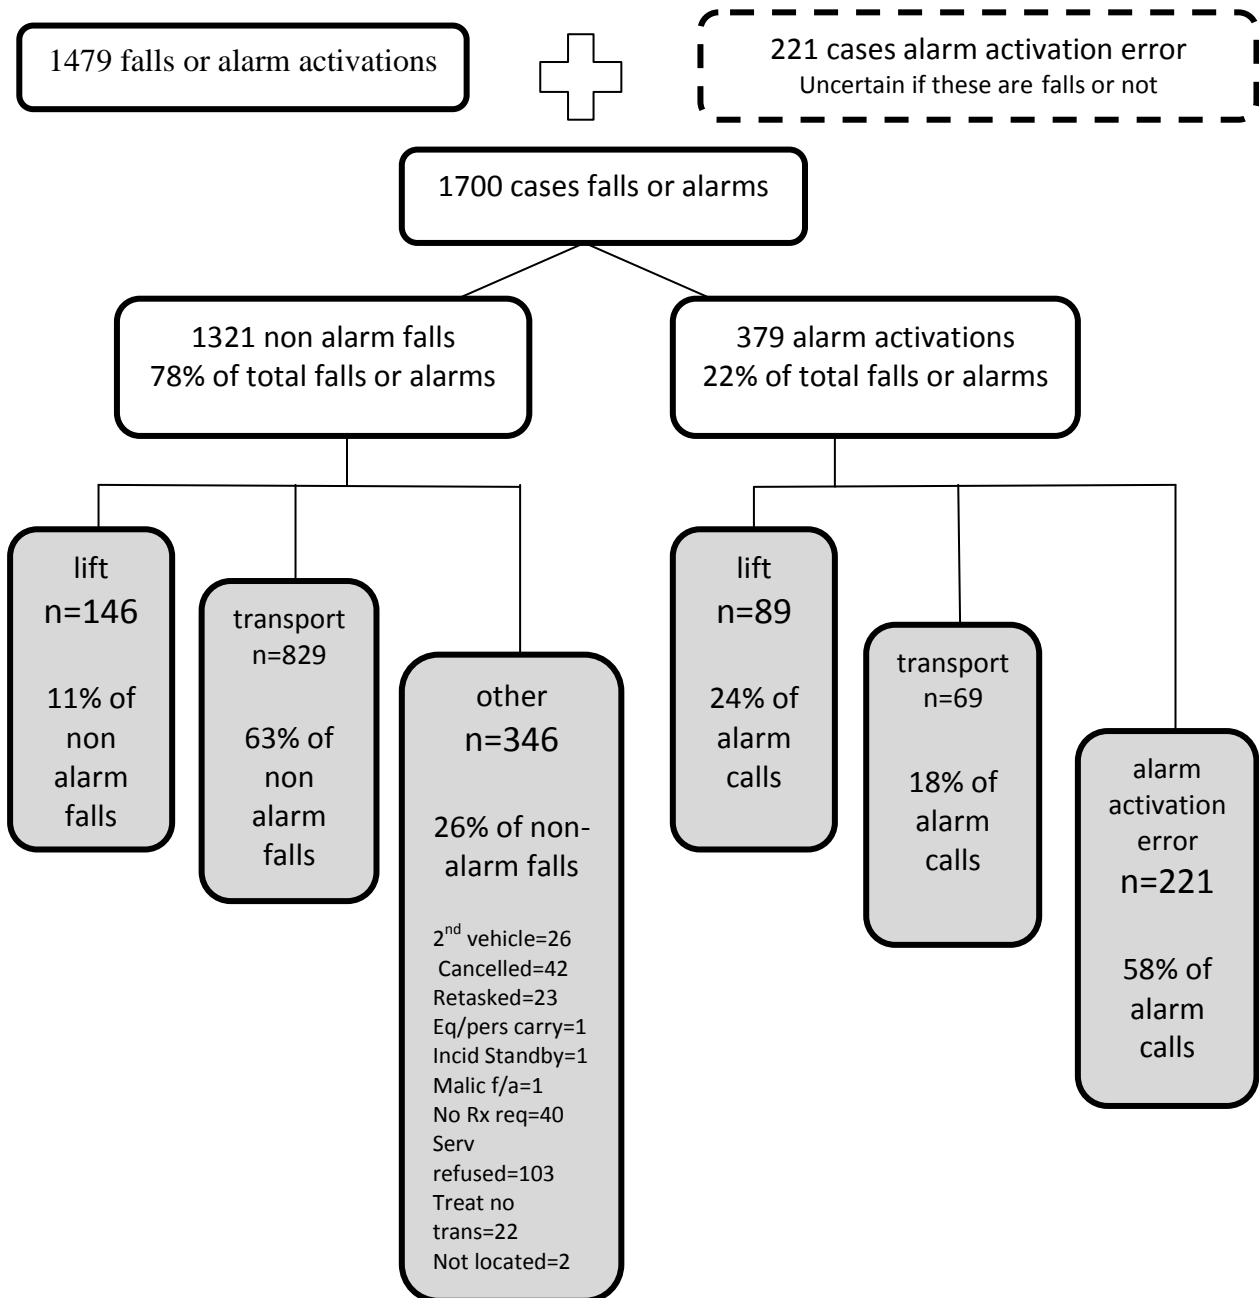 1479 falls or alarm activations
221 cases alarm activation error
Uncertain if these are falls or not
1700 cases falls or alarms
1321 non alarm falls
78% of total falls or alarms
379 alarm activations
22% of total falls or alarms
lift
n=146
11% of
non
alarm
falls
transport
n=829
63% of
non
alarm
falls
other
n=346
26% of non-
alarm falls
2nd vehicle=26
Cancelled=42
Retasked=23
Eq/pers carry=1
Incid Standby=1
Malic f/a=1
No Rx req=40
Serv
refused=103
Treat no
trans=22
Not located=2
lift
n=89
24% of
alarm
calls
transport
n=69
18% of
alarm
calls
alarm
activation
error
n=221
58% of
alarm
calls